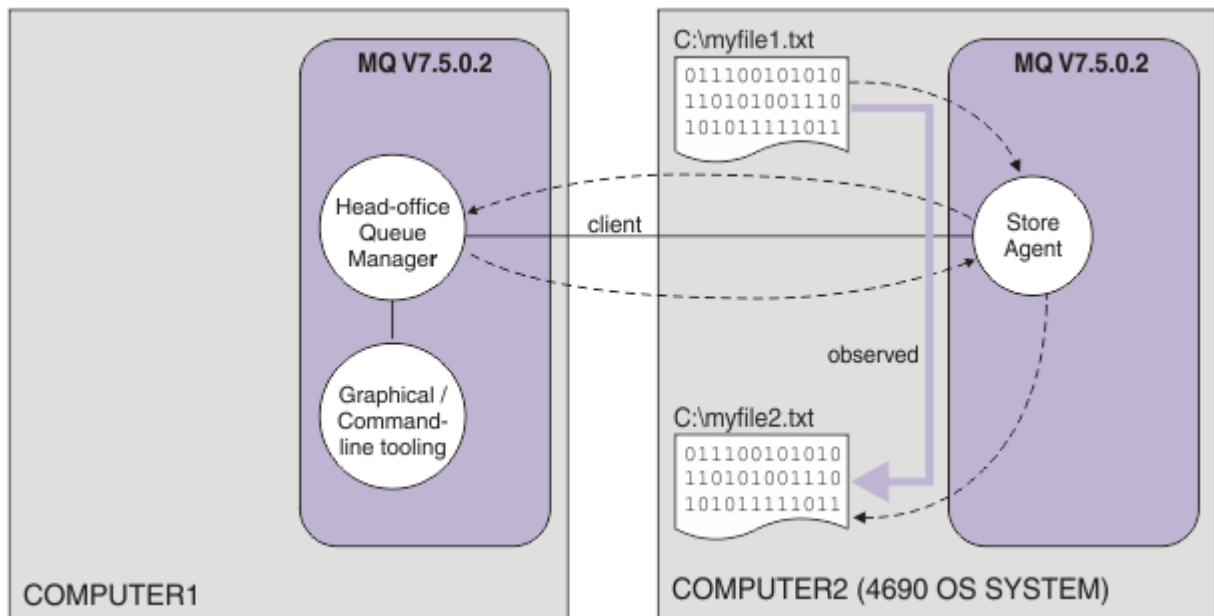 MQ V7.5.0.2
Head-office
Queue
Manager
Graphical /
Command-
line tooling
COMPUTER1
client
C:\myfile1.txt
011100101010
110101001110
101011111011
MQ V7.5.0.2
Store
Agent
observed
C:\myfile2.txt
011100101010
110101001110
101011111011
COMPUTER2 (4690 OS SYSTEM)